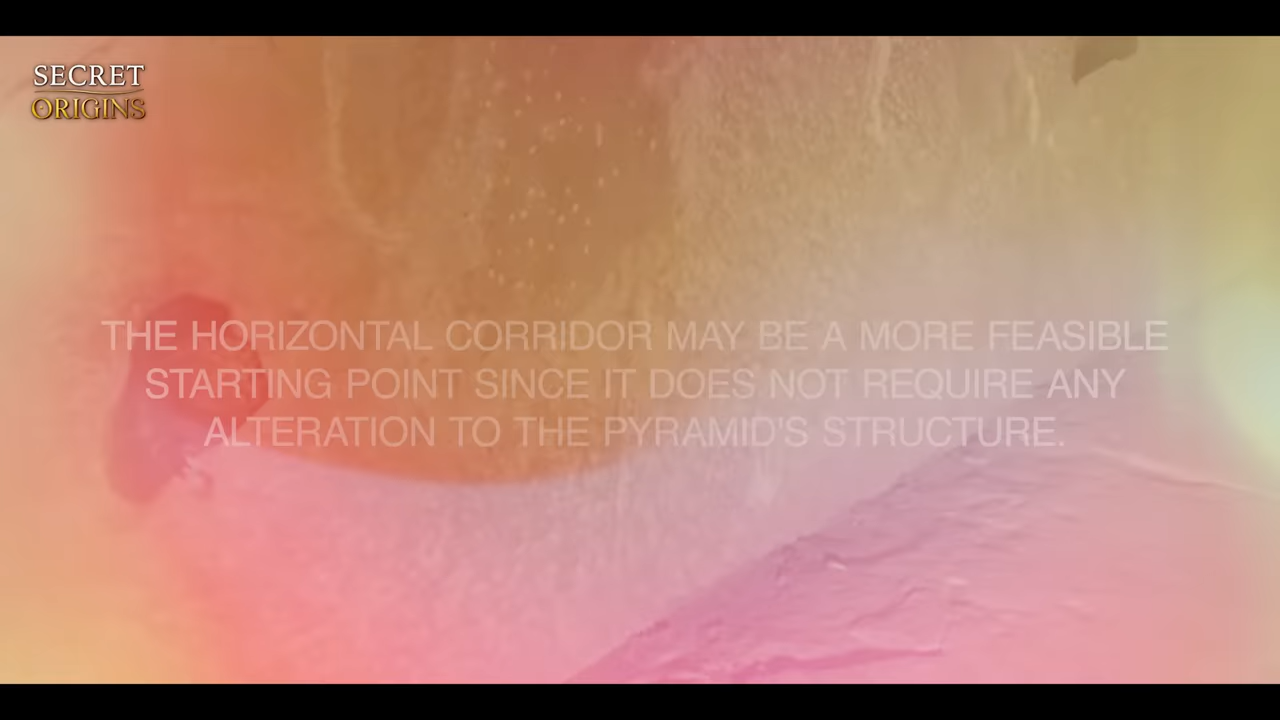 SECRET
ORIGINS
THE HORIZONTAL CORRIDOR MAY BE A MORE FEASIBLE
STARTING POINT SINCE IT DOES NOT REQUIRE ANY
ALTERATION TO THE PYRAMID'S STRUCTURE.